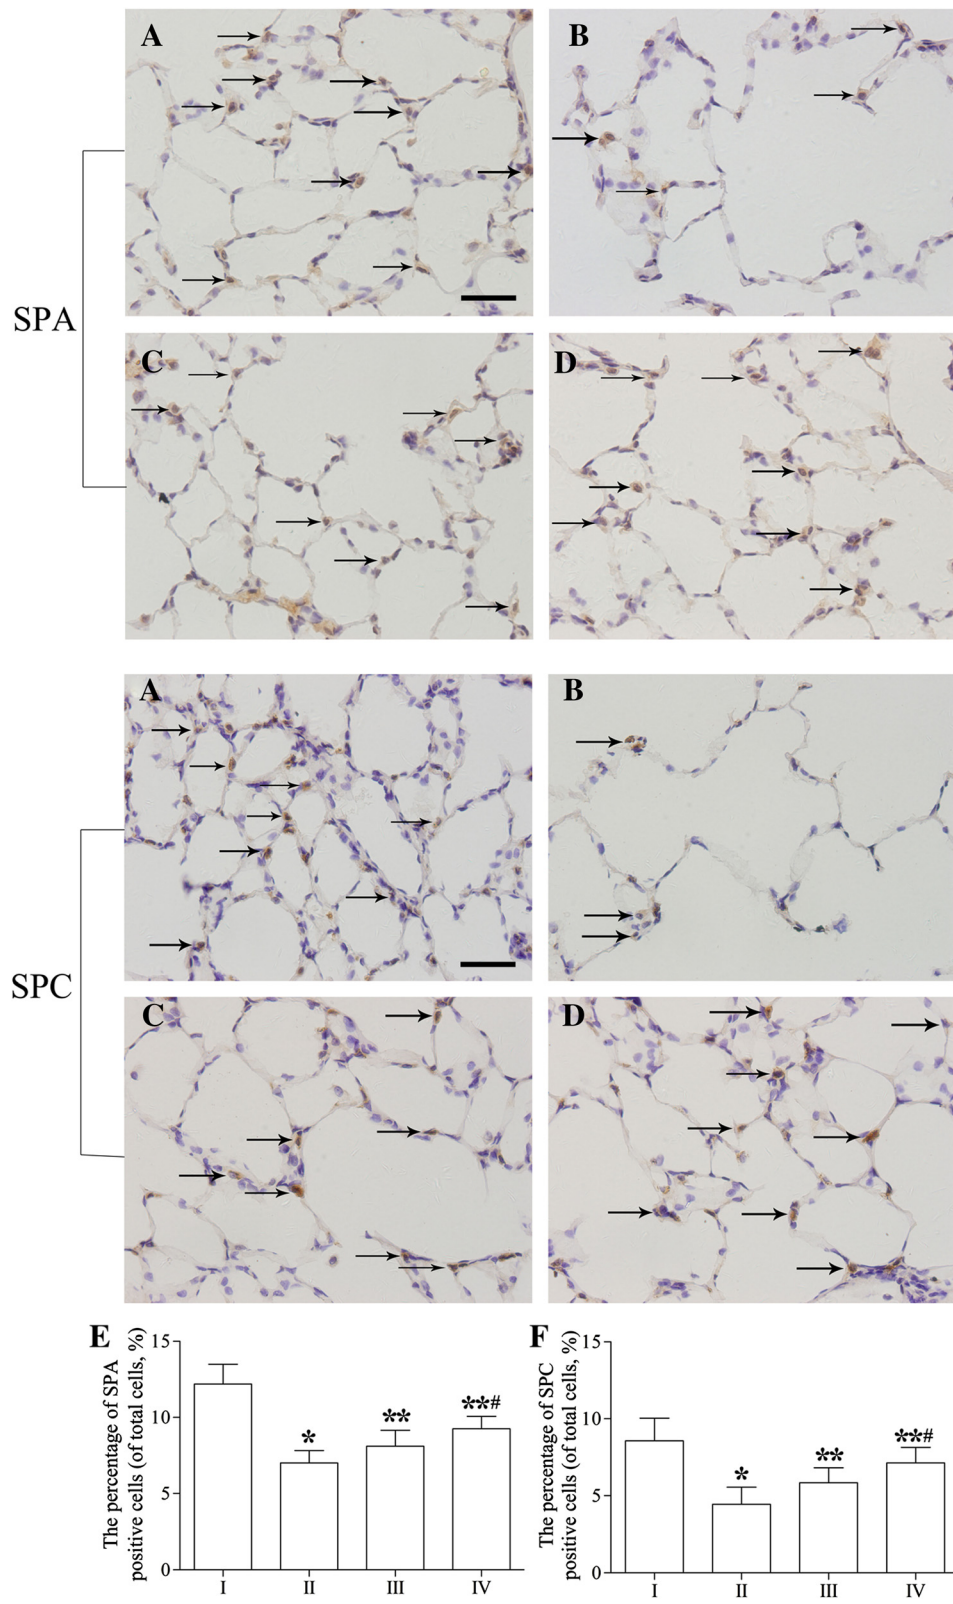 A
B
SPA
C
D
A
B
SPC
C
D
E
The percentage of SPA
positive cells (of total cells, %)
15
10
5
0
*
**
**#
I
II
III
IV
F
The percentage of SPC
positive cells (of total cells, %)
15
10
5
0
*
**
**#
I
II
III
IV